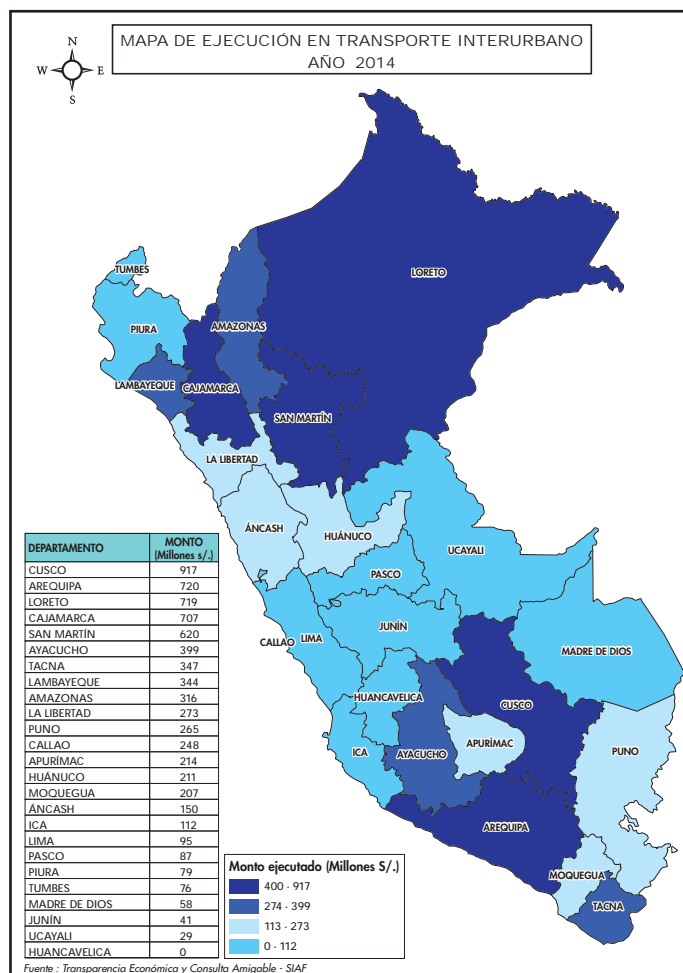 MAPA DE EJECUCIÓN EN TRANSPORTE INTERURBANO
AÑO 2014
N
W E
S
LORETO
TUMBES
PIURA
AMAZONAS
LAMBAYEQUE
CAJAMARCA
SAN MARTÍN
LA LIBERTAD
ÁNCASH
HUÁNUCO
UCAYALI
PASCO
JUNÍN
CALLAO
LIMA
MADRE DE DIOS
HUANCAVELICA
CUSCO
ICA
AYACUCHO
APURÍMAC
PUNO
AREQUIPA
MOQUEGUA
TACNA
DEPARTAMENTO MONTO (Millones s/.)
CUSCO 917
AREQUIPA 720
LORETO 719
CAJAMARCA 707
SAN MARTÍN 620
AYACUCHO 399
TACNA 347
LAMBAYEQUE 344
AMAZONAS 316
LA LIBERTAD 273
PUNO 265
CALLAO 248
APURÍMAC 214
HUÁNUCO 211
MOQUEGUA 207
ÁNCASH 150
ICA 112
LIMA 95
PASCO 87
PIURA 79
TUMBES 76
MADRE DE DIOS 58
JUNÍN 41
UCAYALI 29
HUANCAVELICA 0
Monto ejecutado (Millones S/.)
400 - 917
274 - 399
113 - 273
0 - 112
Fuente : Transparencia Económica y Consulta Amigable - SIAF